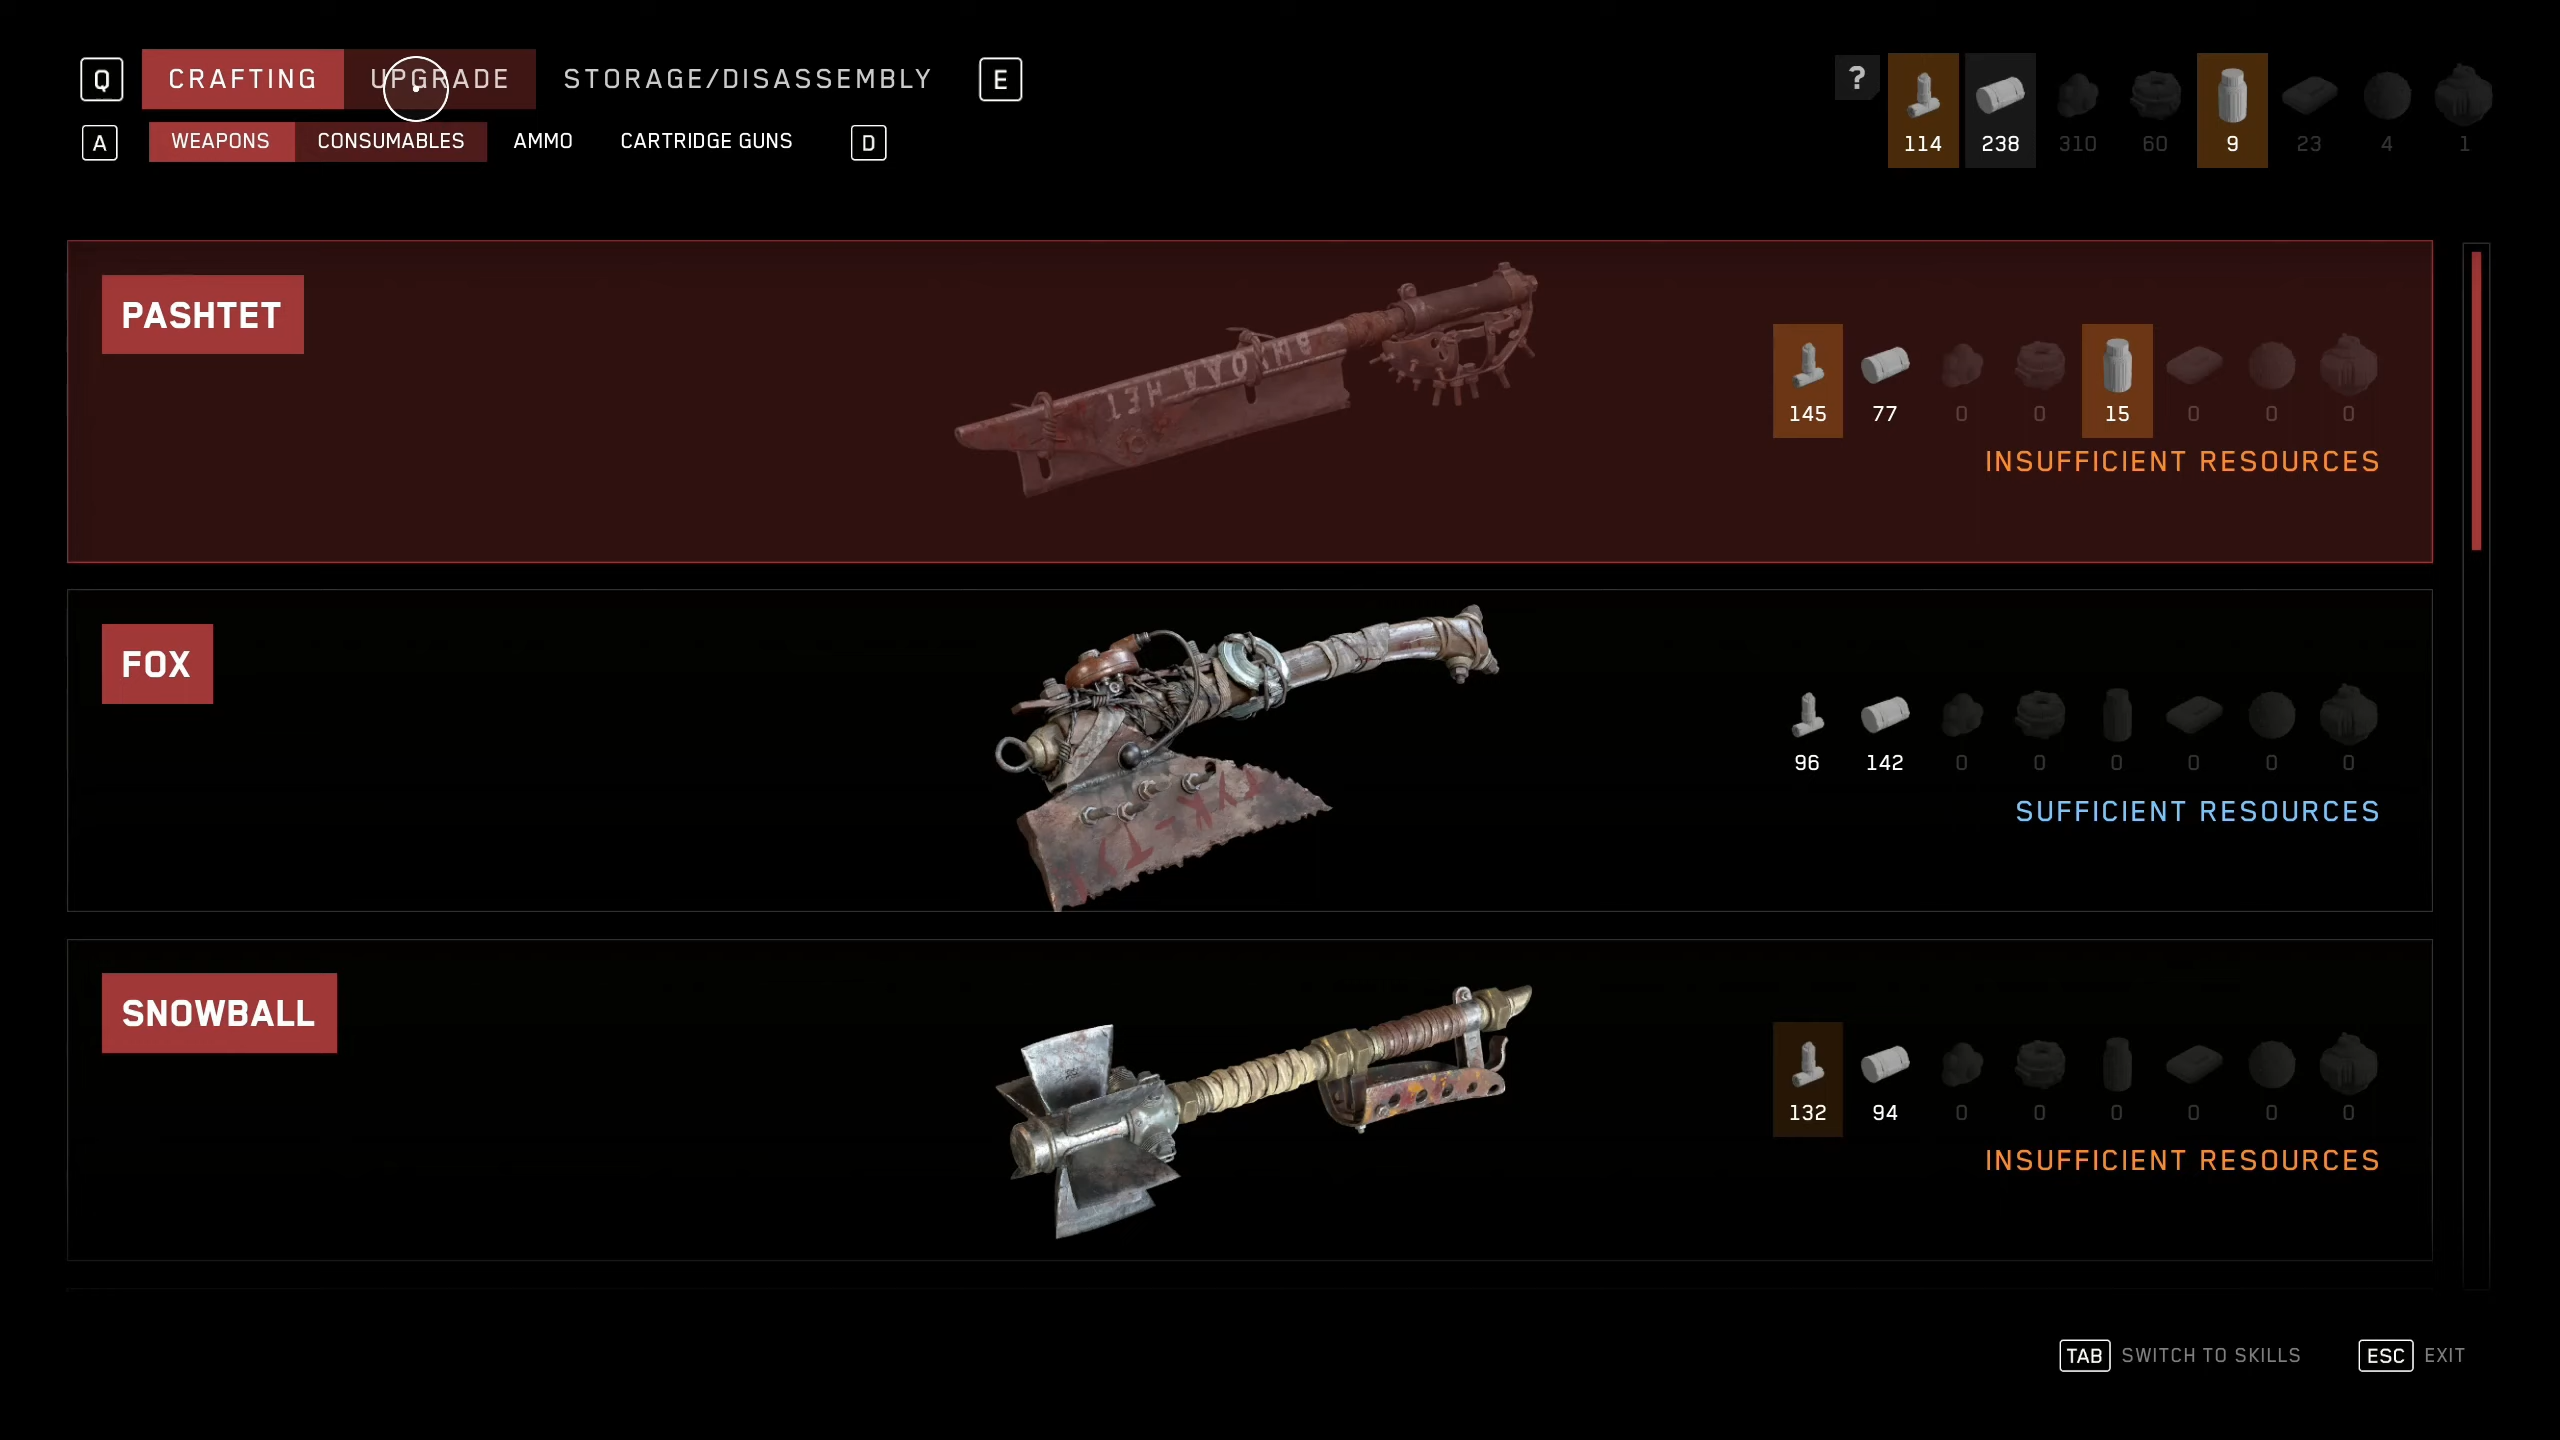 Q CRAFTING UPGRADE STORAGE/DISASSEMBLY E
A WEAPONS CONSUMABLES AMMO CARTRIDGE GUNS D
?
114 238 310 60 9 23 4 1
PASHTET
145 77 0 0 15 0 0 0
INSUFFICIENT RESOURCES
FOX
96 142 0 0 0 0 0 0
SUFFICIENT RESOURCES
SNOWBALL
132 94 0 0 0 0 0 0
INSUFFICIENT RESOURCES
TAB SWITCH TO SKILLS ESC EXIT